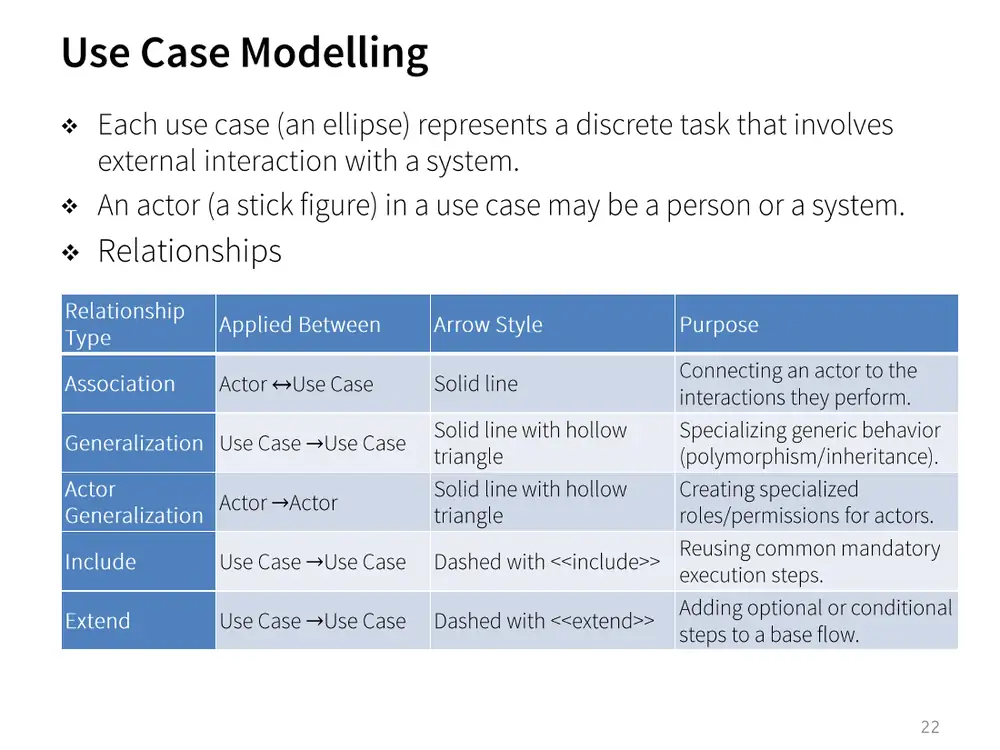 Use Case Modelling
❖ Each use case (an ellipse) represents a discrete task that involves
external interaction with a system.
❖ An actor (a stick figure) in a use case may be a person or a system.
❖ Relationships
Relationship
Type
Applied Between
Arrow Style
Purpose
Association
Actor ↔Use Case
Solid line
Connecting an actor to the
interactions they perform.
Generalization
Use Case →Use Case
Solid line with hollow
triangle
Specializing generic behavior
(polymorphism/inheritance).
Actor
Generalization
Actor →Actor
Solid line with hollow
triangle
Creating specialized
roles/permissions for actors.
Include
Use Case →Use Case
Dashed with <<include>>
Reusing common mandatory
execution steps.
Extend
Use Case →Use Case
Dashed with <<extend>>
Adding optional or conditional
steps to a base flow.
22